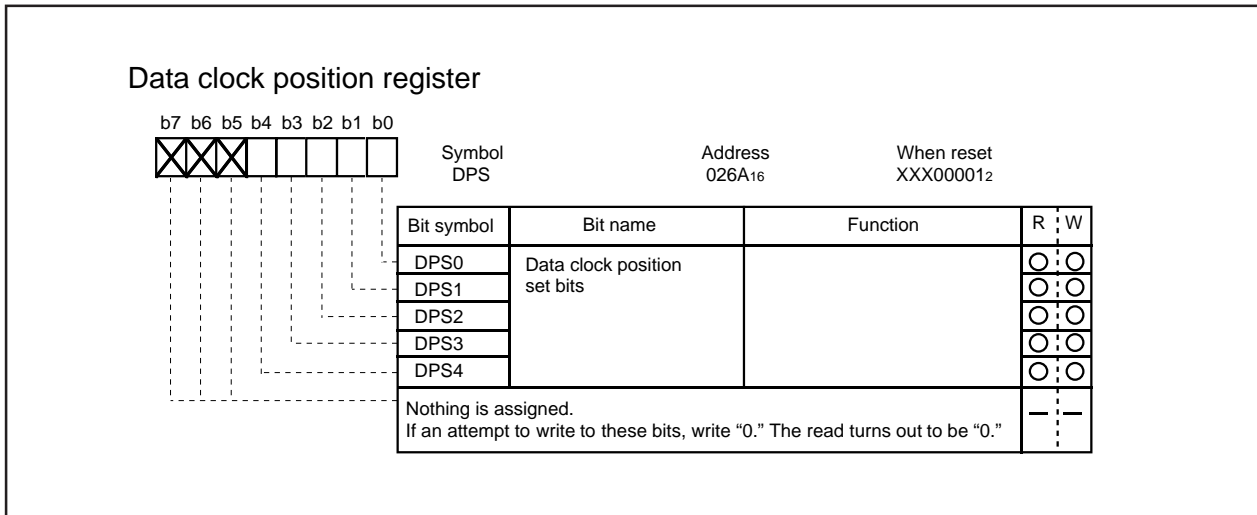 Data clock position register
b7 b6 b5 b4 b3 b2 b1 b0
Symbol Address When reset
DPS 026A16 XXX000012
Bit symbol Bit name Function R W
DPS0 Data clock position
DPS1 set bits
DPS2
DPS3
DPS4
Nothing is assigned.
If an attempt to write to these bits, write “0.” The read turns out to be “0.”